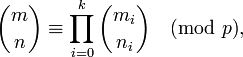 \binom{m}{n} \equiv \prod_{i=0}^{k} \binom{m_i}{n_i} \pmod p,